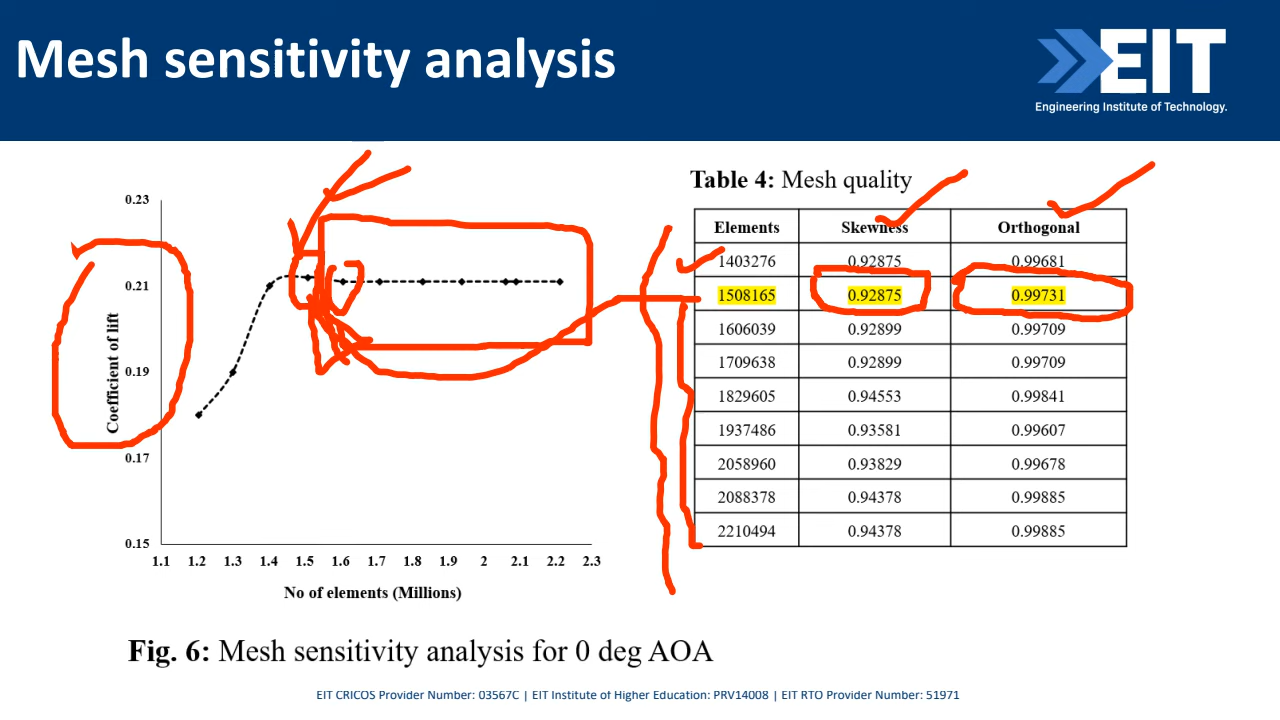 Mesh sensitivity analysis
EIT
Engineering Institute of Technology.
0.23
0.21
0.19
0.17
0.15
Coefficient of lift
1.1 1.2 1.3 1.4 1.5 1.6 1.7 1.8 1.9 2 2.1 2.2 2.3
No of elements (Millions)
Table 4: Mesh quality
Elements Skewness Orthogonal
1403276 0.92875 0.99681
1508165 0.92875 0.99731
1606039 0.92899 0.99709
1709638 0.92899 0.99709
1829605 0.94553 0.99841
1937486 0.93581 0.99607
2058960 0.93829 0.99678
2088378 0.94378 0.99885
2210494 0.94378 0.99885
Fig. 6: Mesh sensitivity analysis for 0 deg AOA
EIT CRICOS Provider Number: 03567C | EIT Institute of Higher Education: PRV14008 | EIT RTO Provider Number: 51971